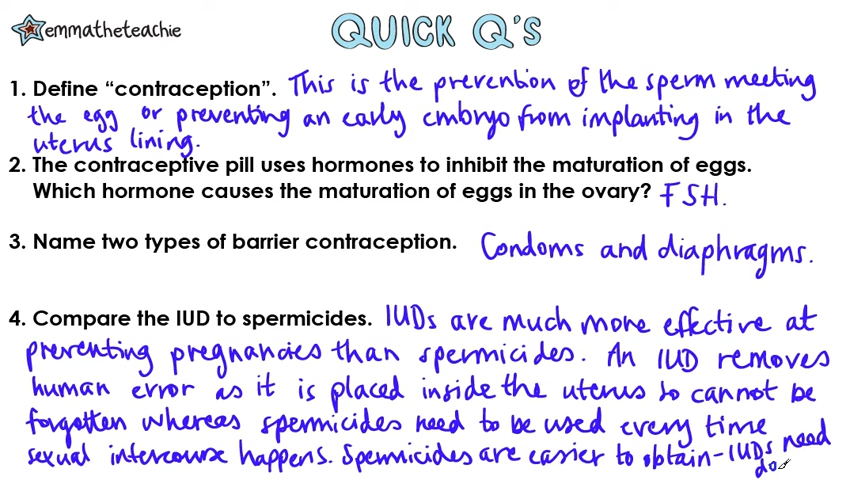 emmatheteachie
QUICK Q's
1. Define “contraception”. This is the prevention of the sperm meeting
the egg or preventing an early embryo from implanting in the
uterus lining.
2. The contraceptive pill uses hormones to inhibit the maturation of eggs.
Which hormone causes the maturation of eggs in the ovary? FSH.
3. Name two types of barrier contraception. Condoms and diaphragms.
4. Compare the IUD to spermicides. IUDs are much more effective at
preventing pregnancies than spermicides. An IUD removes
human error as it is placed inside the uterus so cannot be
forgotten whereas spermicides need to be used every time
sexual intercourse happens. Spermicides are easier to obtain - IUDs need